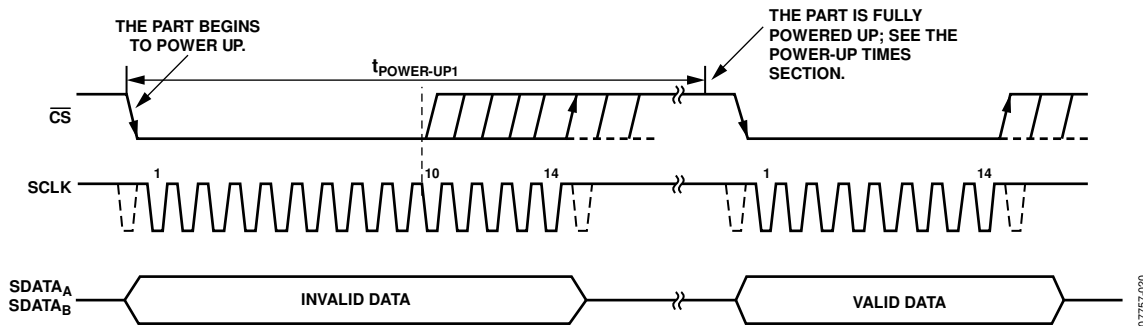 THE PART BEGINS
TO POWER UP.
THE PART IS FULLY
POWERED UP; SEE THE
POWER-UP TIMES
SECTION.
tPOWER-UP1
CS
SCLK
1
10
14
1
14
SDATAA
SDATAB
INVALID DATA
VALID DATA
07757-020